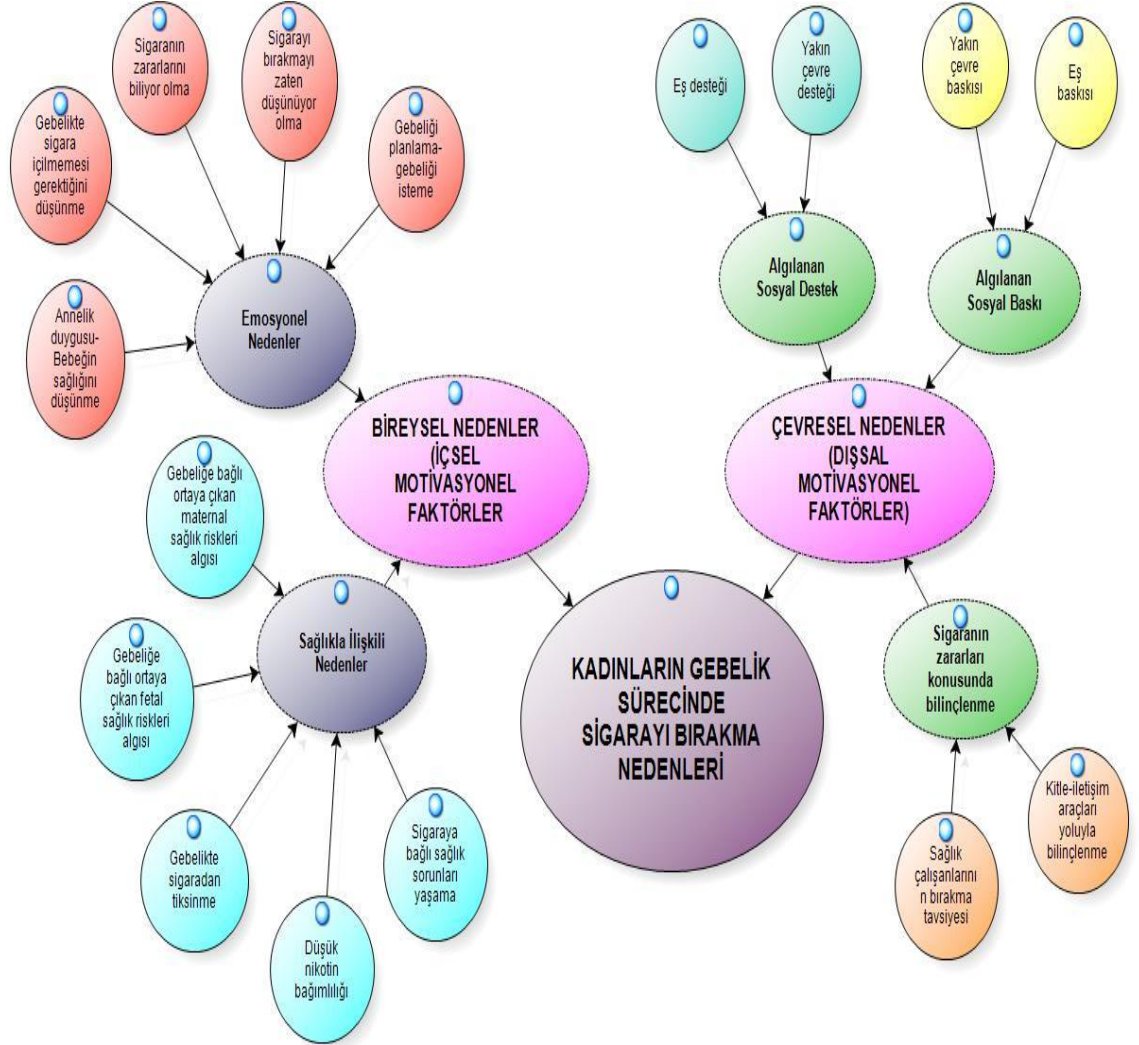 Sigaranın
zararlarını
biliyor olma
Sigarayı
bırakmayı
zaten
düşünüyor
olma
Gebelikte
sigara
içilmemesi
gerektiğini
düşünme
Gebeliği
planlama-
gebeliği
isteme
Annelik
duygusu-
Bebeğin
sağlığını
düşünme
Emosyonel
Nedenler
Eş desteği
Yakın
çevre
desteği
Yakın
çevre
baskısı
Eş
baskısı
Algılanan
Sosyal Destek
Algılanan
Sosyal Baskı
BİREYSEL NEDENLER
(İÇSEL
MOTİVASYONEL
FAKTÖRLER
ÇEVRESEL NEDENLER
(DIŞSAL
MOTİVASYONEL
FAKTÖRLER)
Gebeliğe bağlı
ortaya çıkan
maternal
sağlık riskleri
algısı
Sağlıkla İlişkili
Nedenler
Gebeliğe
bağlı ortaya
çıkan fetal
sağlık riskleri
algısı
Gebelikte
sigaradan
tiksinme
Düşük
nikotin
bağımlılığı
Sigaraya
bağlı sağlık
sorunları
yaşama
KADINLARIN GEBELİK
SÜRECİNDE
SİGARAYI BIRAKMA
NEDENLERİ
Sigaranın
zararları
konusunda
bilinçlenme
Sağlık
çalışanlarını
n bırakma
tavsiyesi
Kitle-iletişim
araçları
yoluyla
bilinçlenme